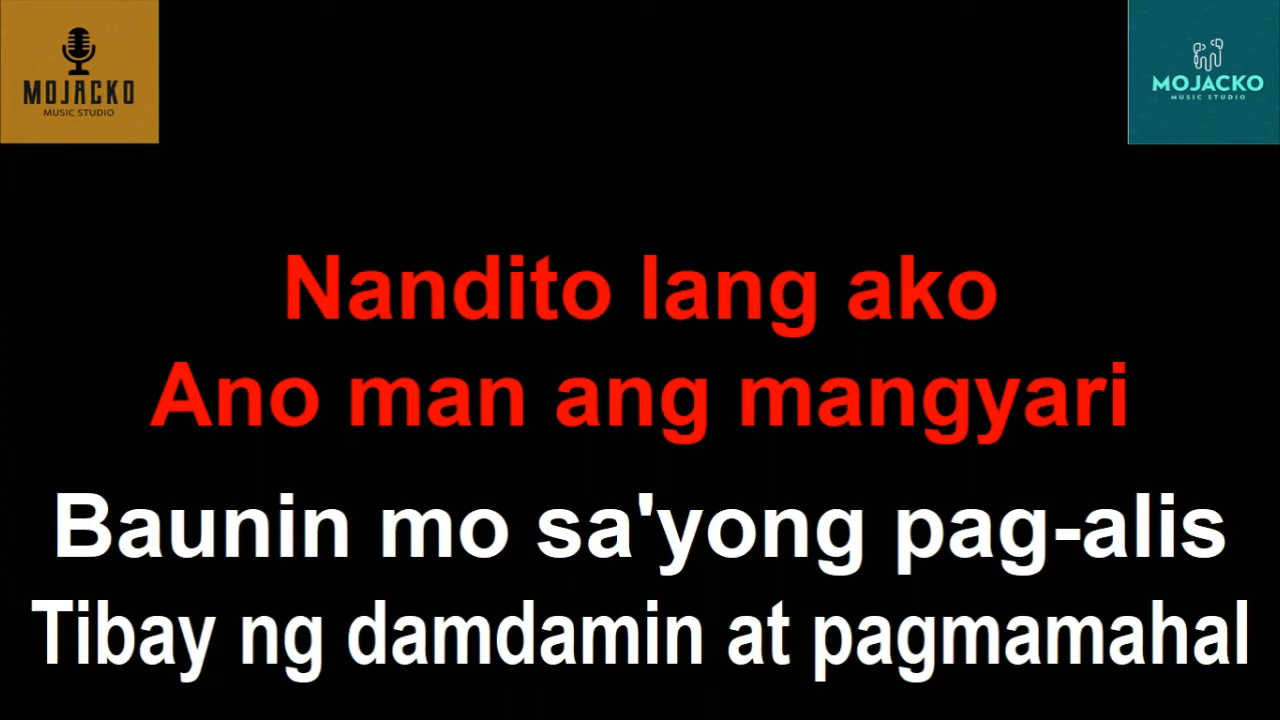 MOJACKO
MUSIC STUDIO
MOJACKO
MUSIC STUDIO
Nandito lang ako
Ano man ang mangyari
Baunin mo sa'yong pag-alis
Tibay ng damdamin at pagmamahal